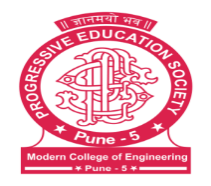 ॥ ज्ञानमयो भव ॥
PROGRESSIVE EDUCATION SOCIETY
★ Pune - 5 ★
Modern College of Engineering
★ Pune - 5 ★